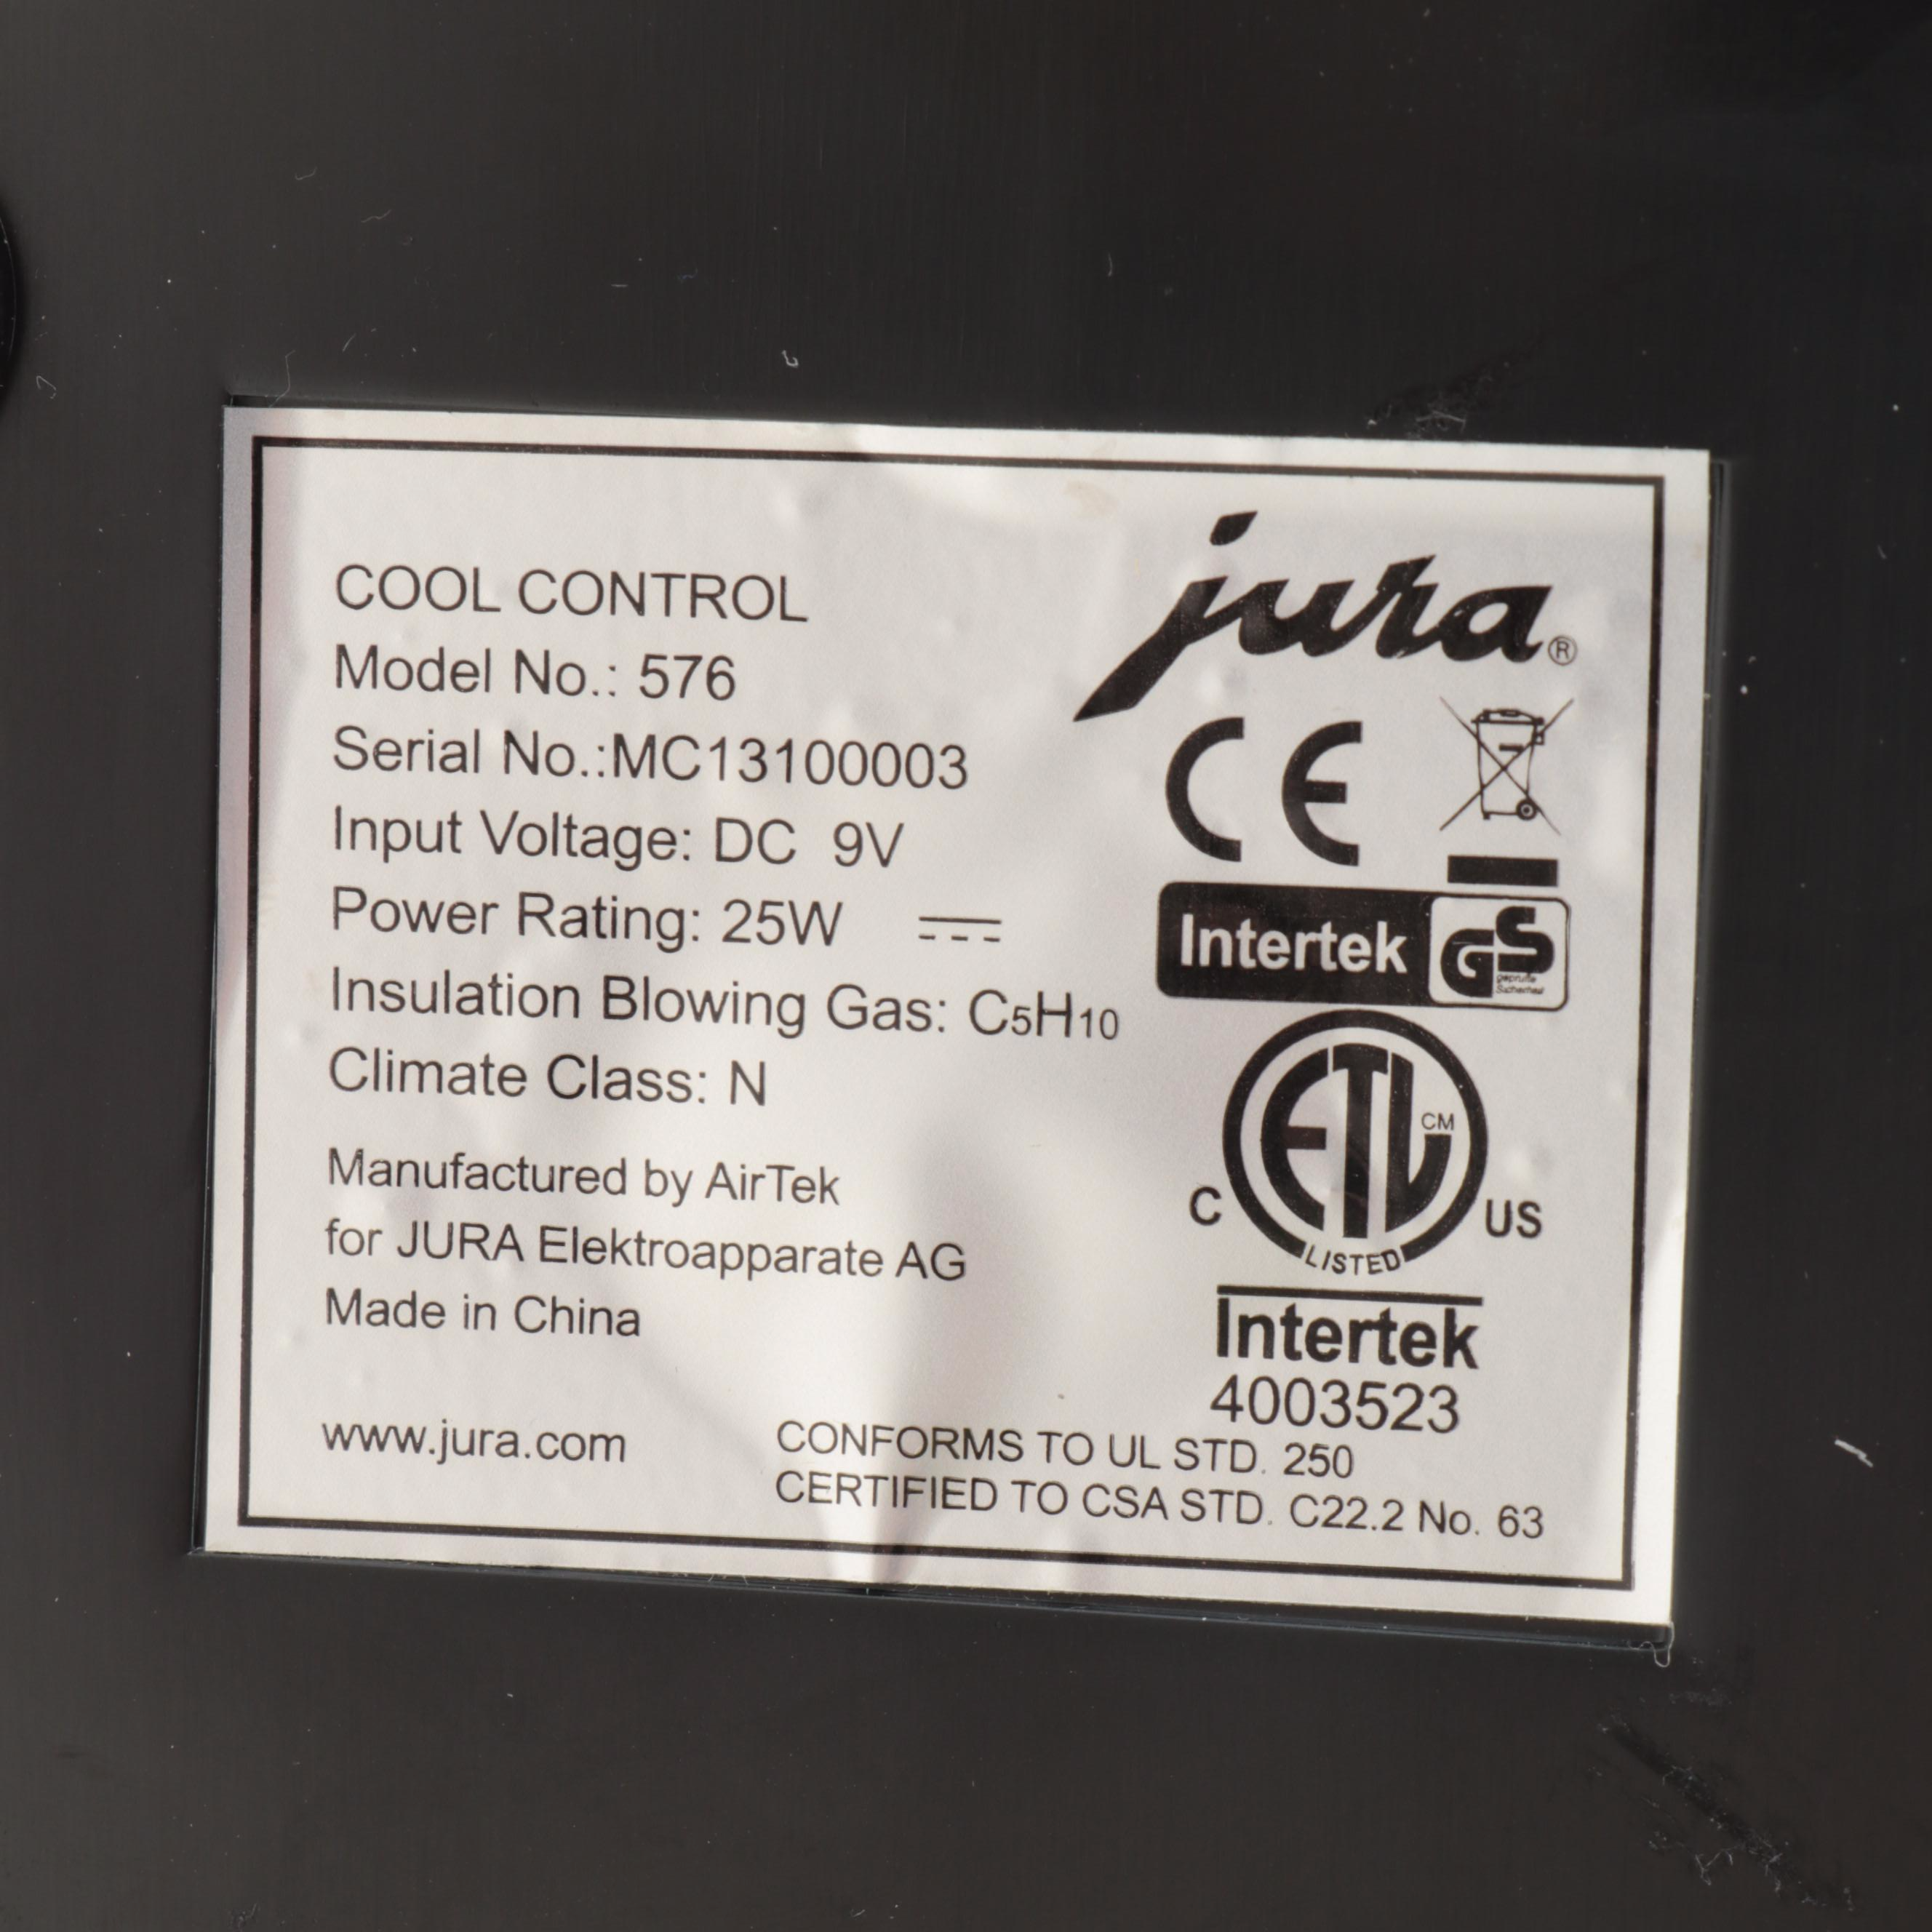 COOL CONTROL
Model No.: 576
Serial No.:MC13100003
Input Voltage: DC 9V
Power Rating: 25W
Insulation Blowing Gas: C5H10
Climate Class: N
Manufactured by AirTek
for JURA Elektroapparate AG
Made in China
www.jura.com
jura®
CE
Intertek GS
geprüfte
Sicherheit
ETL CM
C US
LISTED
Intertek
4003523
CONFORMS TO UL STD. 250
CERTIFIED TO CSA STD. C22.2 No. 63